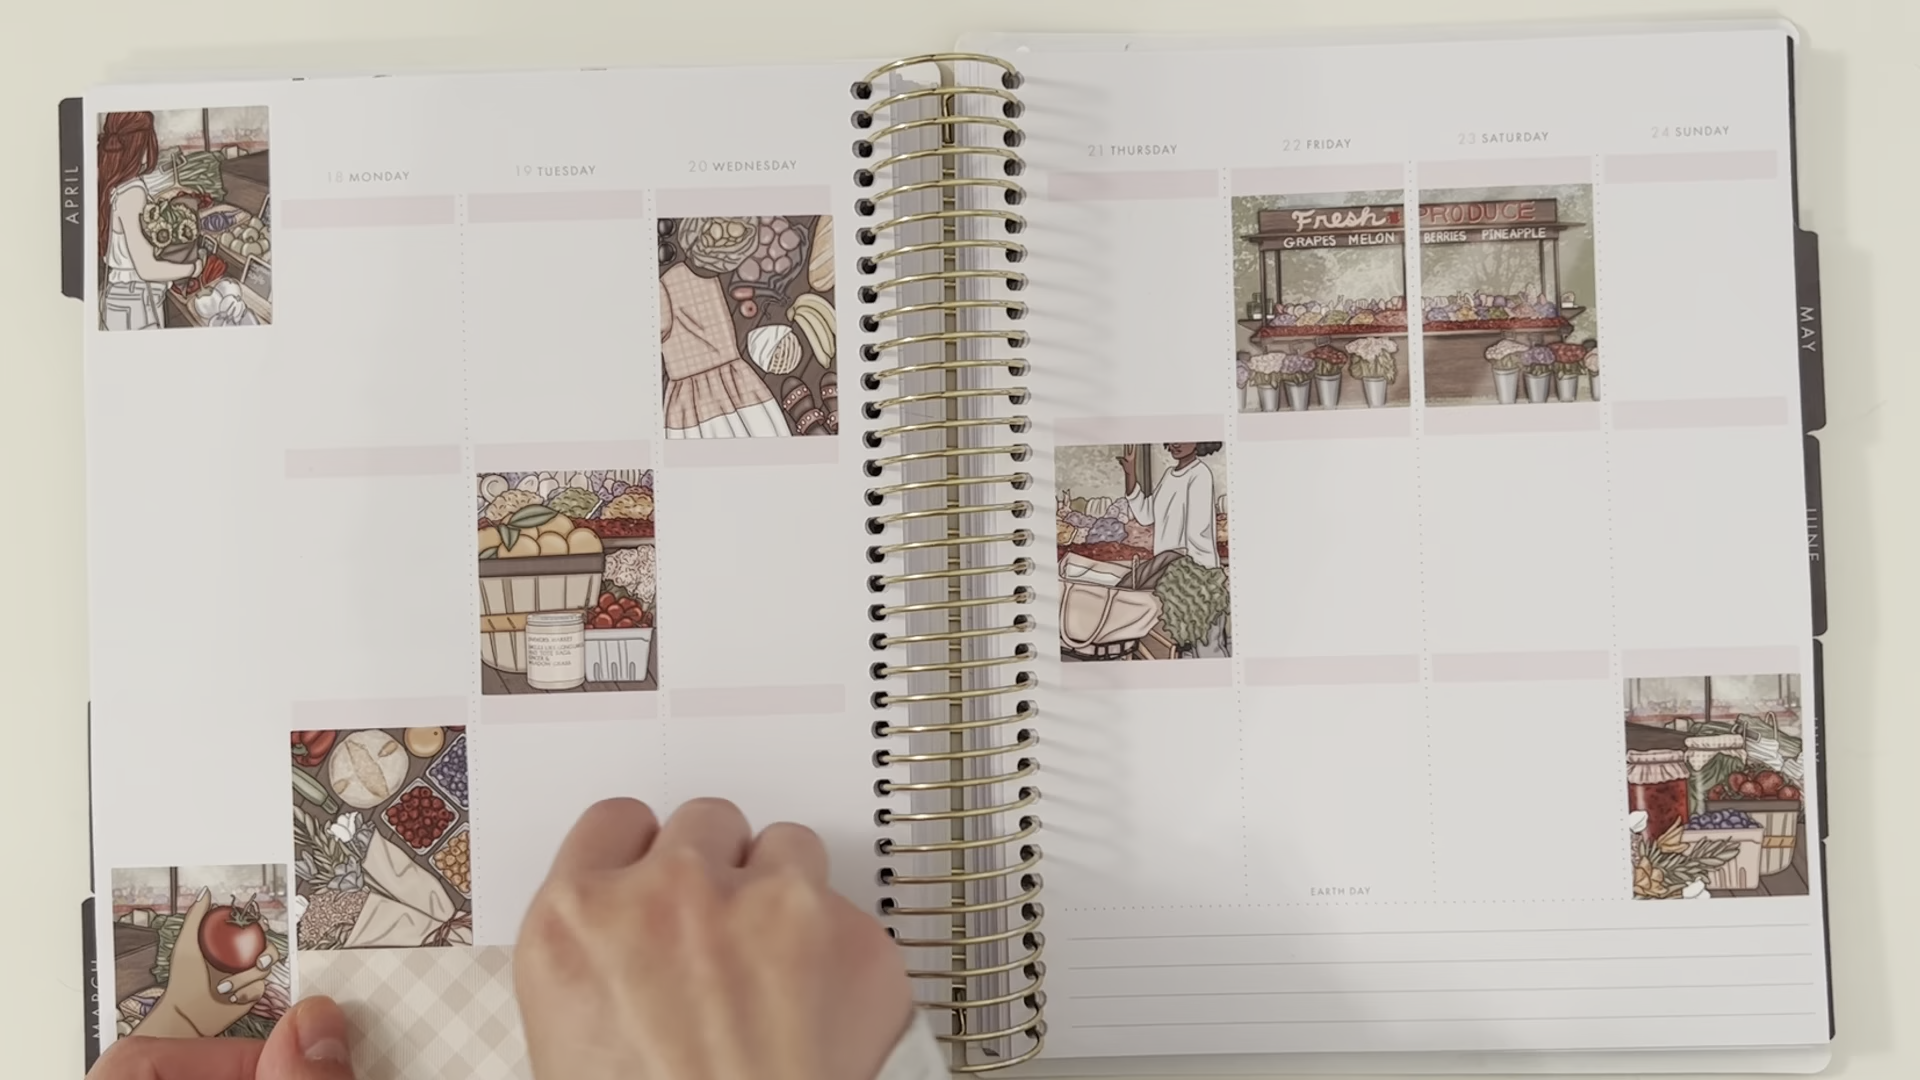 APRIL
18 MONDAY
19 TUESDAY
20 WEDNESDAY
21 THURSDAY
22 FRIDAY
23 SATURDAY
24 SUNDAY
Fresh PRODUCE
GRAPES MELON BERRIES PINEAPPLE
MAY
JUNE
EARTH DAY
MARCH